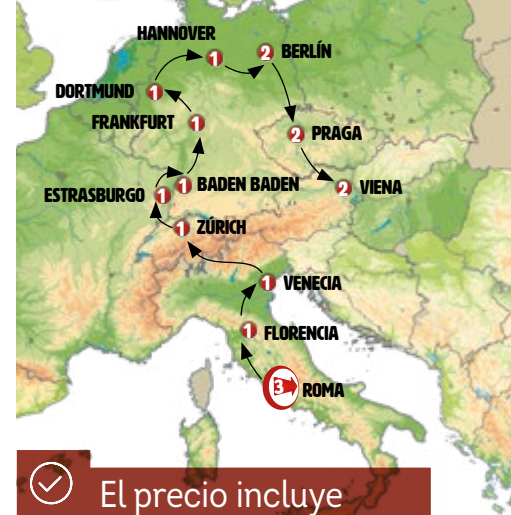 HANNOVER
1
2 BERLÍN
DORTMUND 1
FRANKFURT 1
2 PRAGA
ESTRASBURGO 1
1 BADEN BADEN
2 VIENA
1 ZÚRICH
1 VENECIA
1 FLORENCIA
3 ROMA
El precio incluye